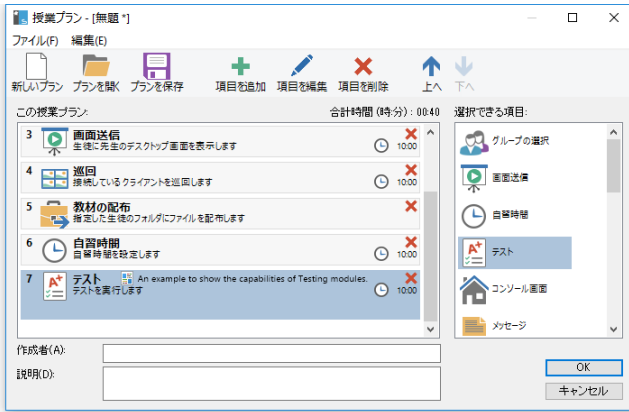 授業プラン - [無題 *]
ファイル(F) 編集(E)
新しいプラン プランを開く プランを保存 項目を追加 項目を編集 項目を削除 上へ 下へ
この授業プラン: 合計時間 (時:分) : 00:40 選択できる項目:
3 画面送信
生徒に先生のデスクトップ画面を表示します 10:00
4 巡回
接続しているクライアントを巡回します 10:00
5 教材の配布
指定した生徒のフォルダにファイルを配布します
6 自習時間
自習時間を設定します 10:00
7 テスト An example to show the capabilities of Testing modules.
テストを実行します 10:00
グループの選択
画面送信
自習時間
テスト
コンソール画面
メッセージ
作成者(A):
説明(D):
OK
キャンセル